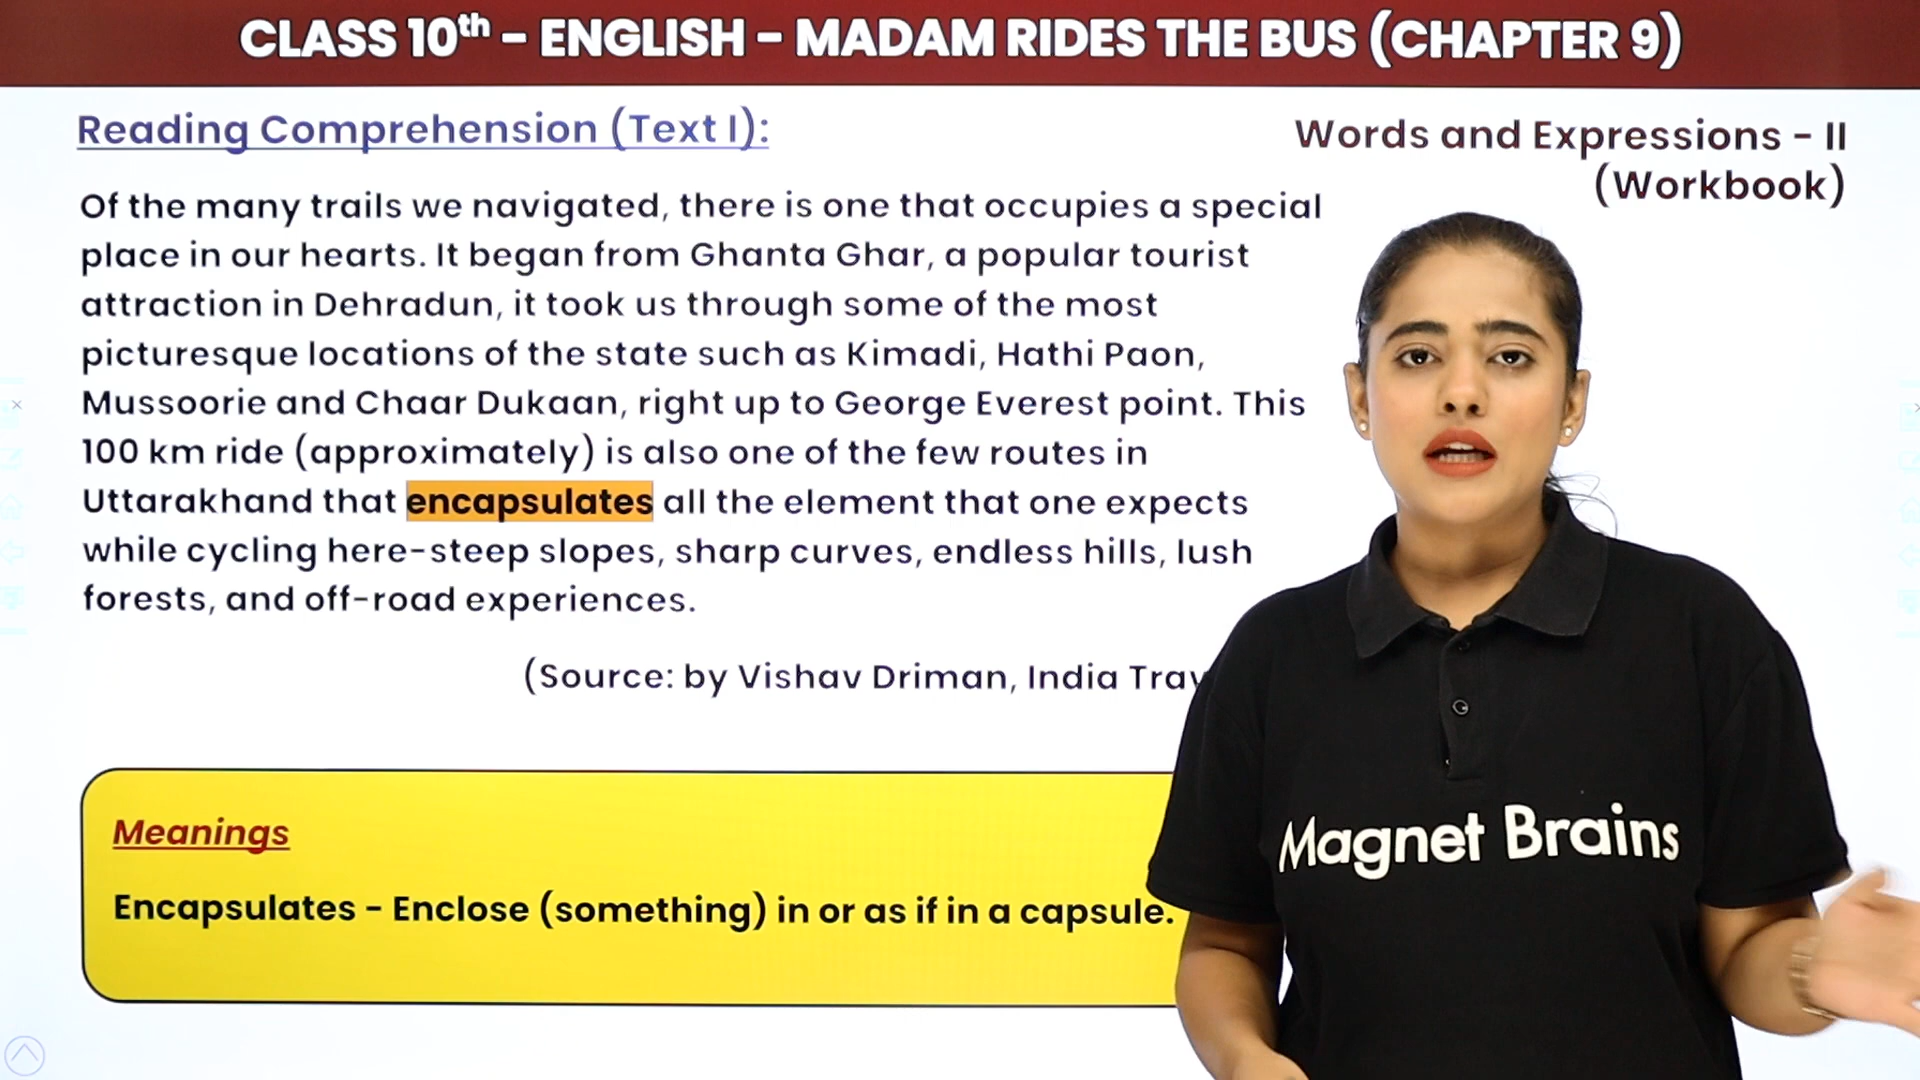 CLASS 10th - ENGLISH - MADAM RIDES THE BUS (CHAPTER 9)
Reading Comprehension (Text I):
Words and Expressions - II
(Workbook)
Of the many trails we navigated, there is one that occupies a special
place in our hearts. It began from Ghanta Ghar, a popular tourist
attraction in Dehradun, it took us through some of the most
picturesque locations of the state such as Kimadi, Hathi Paon,
Mussoorie and Chaar Dukaan, right up to George Everest point. This
100 km ride (approximately) is also one of the few routes in
Uttarakhand that encapsulates all the element that one expects
while cycling here-steep slopes, sharp curves, endless hills, lush
forests, and off-road experiences.
(Source: by Vishav Driman, India
Meanings
Encapsulates - Enclose (something) in or as if in a capsule.
Magnet Brains